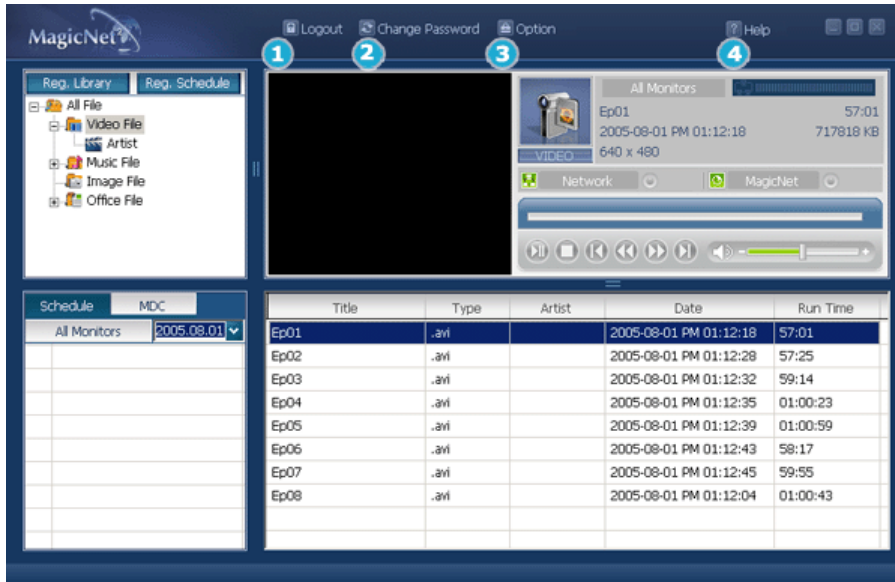 MagicNet
Logout Change Password Option Help
1 2 3 4
Reg. Library Reg. Schedule
All File
Video File
Artist
Music File
Image File
Office File
All Monitors
Ep01 57:01
2005-08-01 PM 01:12:18 717818 KB
640 x 480
VIDEO
Network MagicNet
Schedule MDC
All Monitors 2005.08.01
Title Type Artist Date Run Time
Ep01 .avi 2005-08-01 PM 01:12:18 57:01
Ep02 .avi 2005-08-01 PM 01:12:28 57:25
Ep03 .avi 2005-08-01 PM 01:12:32 59:14
Ep04 .avi 2005-08-01 PM 01:12:35 01:00:23
Ep05 .avi 2005-08-01 PM 01:12:39 01:00:59
Ep06 .avi 2005-08-01 PM 01:12:43 58:17
Ep07 .avi 2005-08-01 PM 01:12:45 59:55
Ep08 .avi 2005-08-01 PM 01:12:04 01:00:43